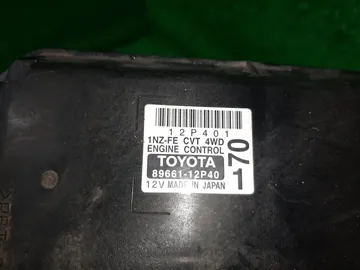 12P401
1NZ-FE CVT 4WD
ENGINE CONTROL
TOYOTA
89661-12P40
12V MADE IN JAPAN
170